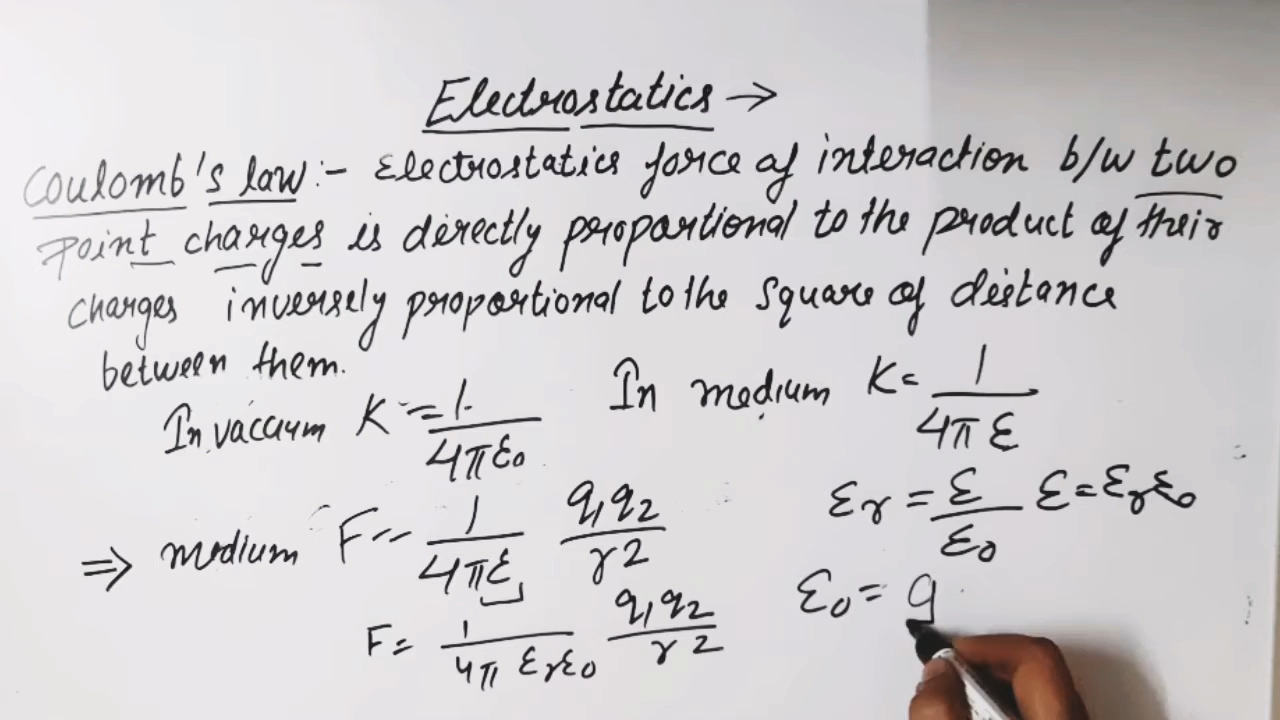 Electrostatics →
Coulomb's law :- Electrostatics force of interaction b/w two
point charges is directly proportional to the product of their
charges inversely proportional to the square of distance
between them.
In vaccum K = 1/4πε₀ In medium K = 1/4πε
εr = ε/ε₀ ε = εrε₀
⇒ medium F = 1/4πε q₁q₂/r2
F = 1/4π εrε₀ q₁q₂/r2
ε₀ = 9